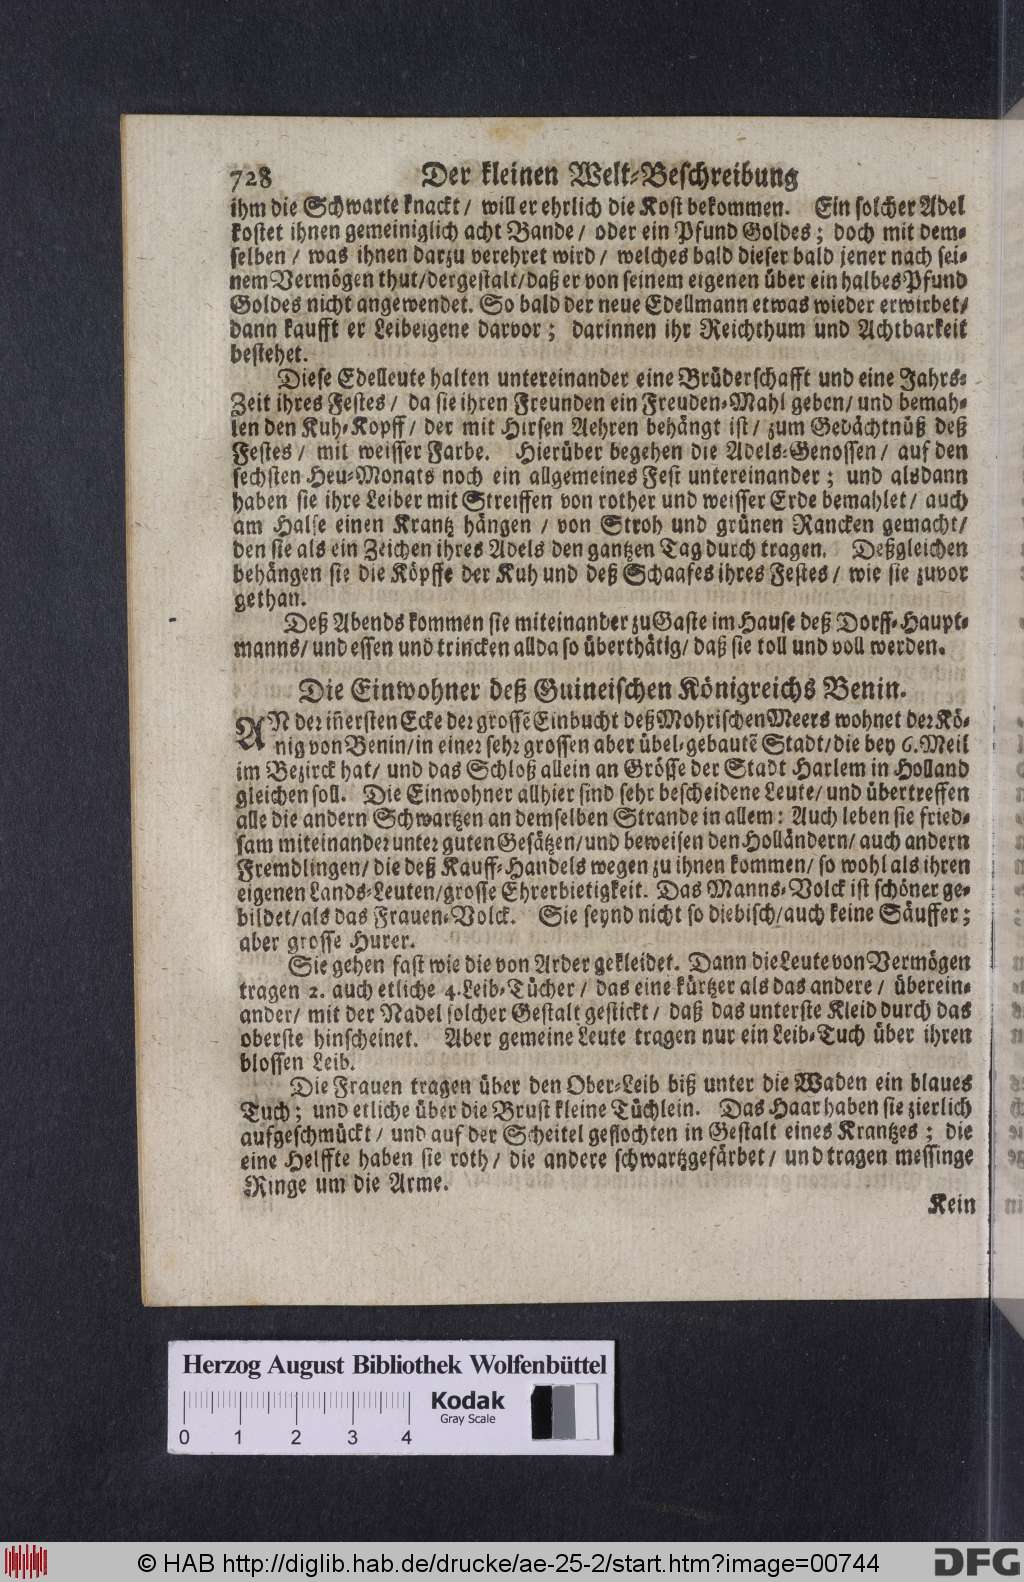 728 Der kleinen Welt-Beschreibung
ihm die Schwarte knackt / will er ehrlich die Kost bekommen. Ein solcher Adel
kostet ihnen gemeiniglich acht Bande / oder ein Pfund Goldes; doch mit dem-
selben / was ihnen darzu verehret wird / welches bald dieser bald jener nach sei-
nem Vermögen thut/dergestalt/daß er von seinem eigenen über ein halbes Pfund
Goldes nicht angewendet. So bald der neue Edellmann etwas wieder erwirbet/
dann kaufft er Leibeigene darvor; darinnen ihr Reichthum und Achtbarkeit
bestehet.
Diese Edelleute halten untereinander eine Brüderschafft und eine Jahrs-
Zeit ihres Festes / da sie ihren Freunden ein Freuden-Mahl geben/ und bemah-
len den Kuh-Kopff / der mit Hirsen Aehren behängt ist / zum Gedächtnüß deß
Festes / mit weisser Farbe. Hierüber begehen die Adels-Genossen / auf den
sechsten Heu-Monats noch ein allgemeines Fest untereinander; und alsdann
haben sie ihre Leiber mit Streiffen von rother und weisser Erde bemahlet / auch
am Halse einen Krantz hängen / von Stroh und grünen Rancken gemacht/
den sie als ein Zeichen ihres Adels den gantzen Tag durch tragen. Deßgleichen
behängen sie die Köpffe der Kuh und deß Schaafes ihres Festes / wie sie zuvor
gethan.
Deß Abends kommen sie miteinander zu Gaste im Hause deß Dorff-Haupt-
manns/ und essen und trincken allda so überthätig/ daß sie toll und voll werden.
Die Einwohner deß Guineischen Königreichs Benin.
AN der iñersten Ecke der grossẽ Einbucht deß Mohrischen Meers wohnet der Kö-
nig von Benin/in einer sehr grossen aber übel-gebautẽ Stadt/die bey 6. Meil
im Bezirck hat/ und das Schloß allein an Grösse der Stadt Harlem in Holland
gleichen soll. Die Einwohner allhier sind sehr bescheidene Leute/ und übertreffen
alle die andern Schwartzen an demselben Strande in allem: Auch leben sie fried-
sam miteinander unter guten Gesätzen/und beweisen den Holländern/ auch andern
Fremdlingen/ die deß Kauff-Handels wegen zu ihnen kommen/ so wohl als ihren
eigenen Lands-Leuten/grosse Ehrerbietigkeit. Das Manns-Volck ist schöner ge-
bildet/als das Frauen-Volck. Sie seynd nicht so diebisch/auch keine Säuffer;
aber grosse Hurer.
Sie gehen fast wie die von Arder gekleidet. Dann die Leute von Vermögen
tragen 2. auch etliche 4. Leib-Tücher / das eine kürtzer als das andere / überein-
ander/ mit der Nadel solcher Gestalt gestickt / daß das unterste Kleid durch das
oberste hinscheinet. Aber gemeine Leute tragen nur ein Leib-Tuch über ihren
blossen Leib.
Die Frauen tragen über den Ober-Leib biß unter die Waden ein blaues
Tuch; und etliche über die Brust kleine Tüchlein. Das Haar haben sie zierlich
aufgeschmückt / und auf der Scheitel geflochten in Gestalt eines Krantzes; die
eine Helffte haben sie roth/ die andere schwartzgefärbet/ und tragen messinge
Ringe um die Arme.
Kein
Herzog August Bibliothek Wolfenbüttel
Kodak
Gray Scale
0 1 2 3 4
© HAB http://diglib.hab.de/drucke/ae-25-2/start.htm?image=00744
DFG